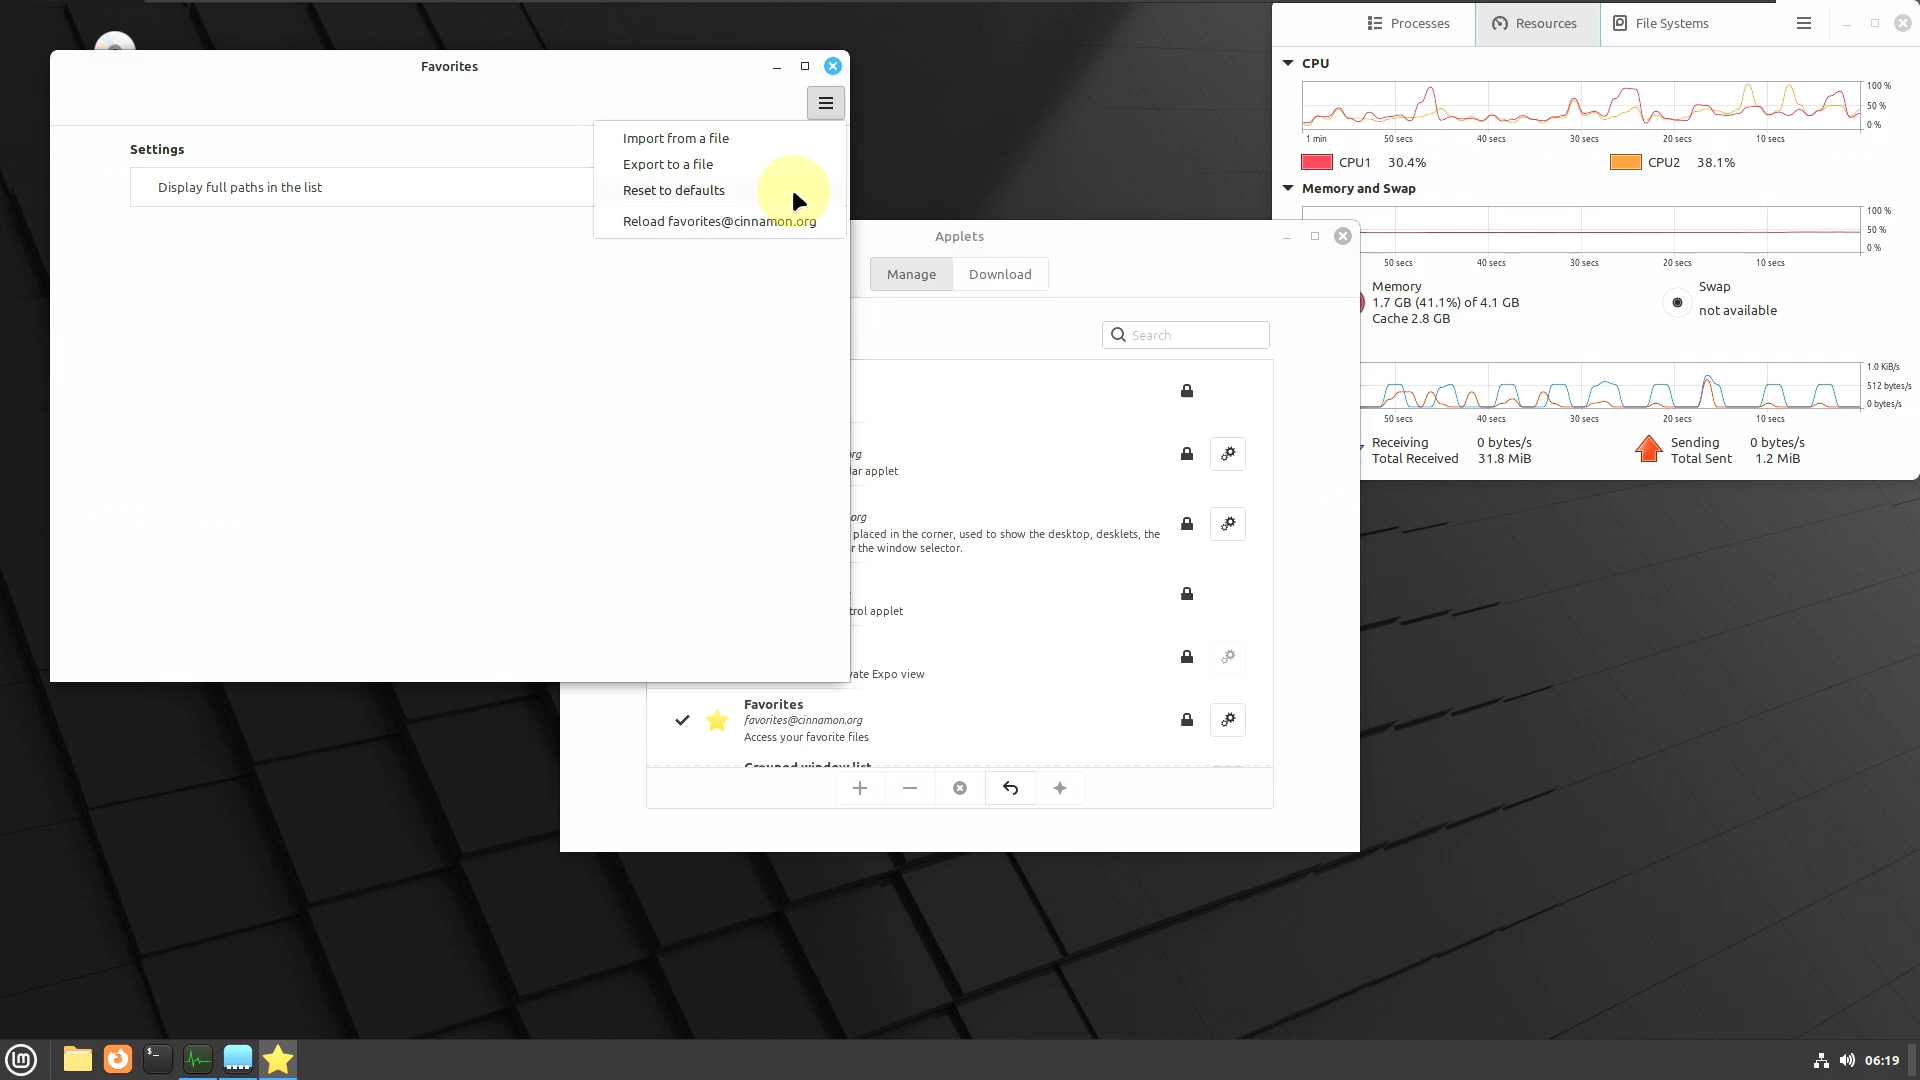 Favorites
Import from a file
Export to a file
Reset to defaults
Reload favorites@cinnamon.org
Settings
Display full paths in the list
Processes
Resources
File Systems
CPU
100 %
50 %
0 %
1 min
50 secs
40 secs
30 secs
20 secs
10 secs
CPU1 30.4%
CPU2 38.1%
Memory and Swap
100 %
50 %
0 %
50 secs
40 secs
30 secs
20 secs
10 secs
Memory
1.7 GB (41.1%) of 4.1 GB
Cache 2.8 GB
Swap
not available
1.0 KiB/s
512 bytes/s
0 bytes/s
50 secs
40 secs
30 secs
20 secs
10 secs
Receiving 0 bytes/s
Total Received 31.8 MiB
Sending 0 bytes/s
Total Sent 1.2 MiB
Applets
Manage
Download
Search
org
dar applet
org
placed in the corner, used to show the desktop, desklets, the
r the window selector.
trol applet
vate Expo view
Favorites
favorites@cinnamon.org
Access your favorite files
Grouped window list
06:19